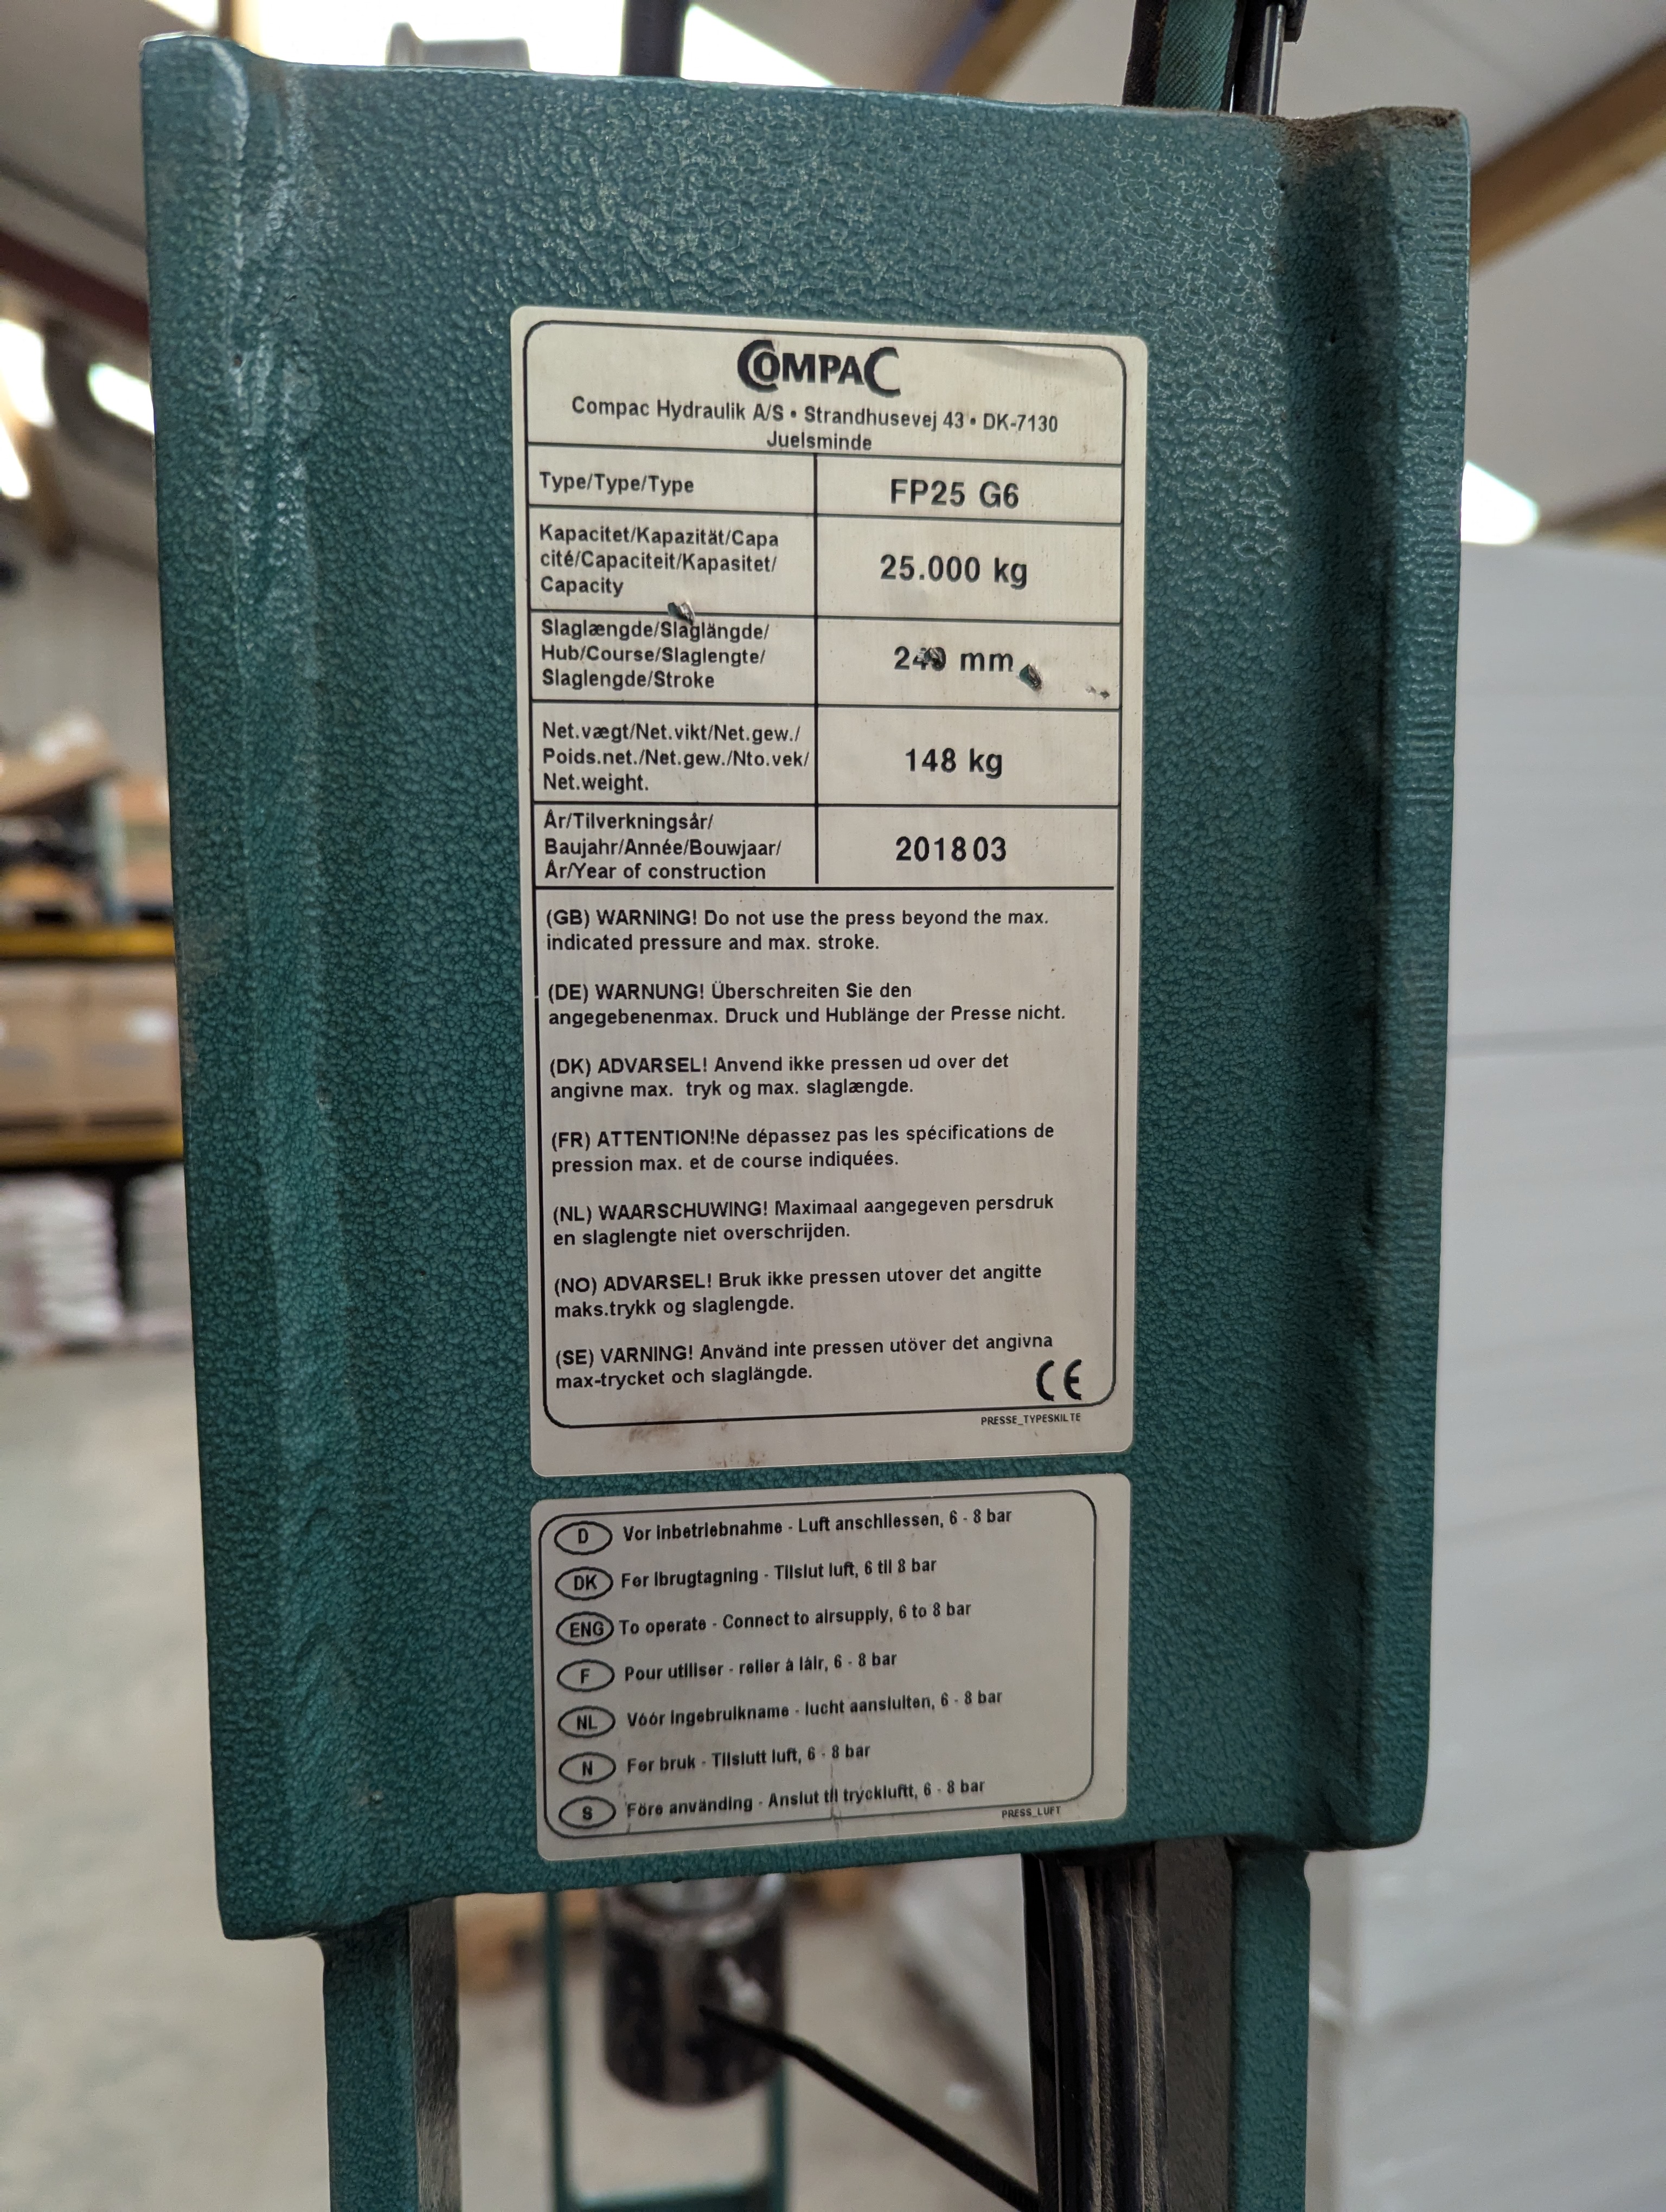 COMPAC
Compac Hydraulik A/S • Strandhusevej 43 • DK-7130
Juelsminde
Type/Type/Type
FP25 G6
Kapacitet/Kapazität/Capa
cité/Capaciteit/Kapasitet/
Capacity
25.000 kg
Slaglængde/Slaglängde/
Hub/Course/Slaglengte/
Slaglengde/Stroke
mm
Net.vægt/Net.vikt/Net.gew./
Poids.net./Net.gew./Nto.vek/
Net.weight.
148 kg
År/Tilverkningsår/
Baujahr/Année/Bouwjaar/
År/Year of construction
201803
(GB) WARNING! Do not use the press beyond the max.
indicated pressure and max. stroke.
(DE) WARNUNG! Überschreiten Sie den
angegebenenmax. Druck und Hublänge der Presse nicht.
(DK) ADVARSEL! Anvend ikke pressen ud over det
angivne max. tryk og max. slaglængde.
(FR) ATTENTION!Ne dépassez pas les spécifications de
pression max. et de course indiquées.
(NL) WAARSCHUWING! Maximaal aangegeven persdruk
en slaglengte niet overschrijden.
(NO) ADVARSEL! Bruk ikke pressen utover det angitte
maks.trykk og slaglengde.
(SE) VARNING! Använd inte pressen utöver det angivna
max-trycket och slaglängde.
CE
PRESSE_TYPESKILTE
D Vor inbetriebnahme - Luft anschliessen, 6 - 8 bar
DK Før ibrugtagning - Tilslut luft, 6 til 8 bar
ENG To operate - Connect to airsupply, 6 to 8 bar
F Pour utiliser - relier à láir, 6 - 8 bar
NL Vóór ingebruikname - lucht aansluiten, 6 - 8 bar
N Før bruk - Tilslutt luft, 6 - 8 bar
S Före använding - Anslut till tryckluftt, 6 - 8 bar
PRESS_LUFT